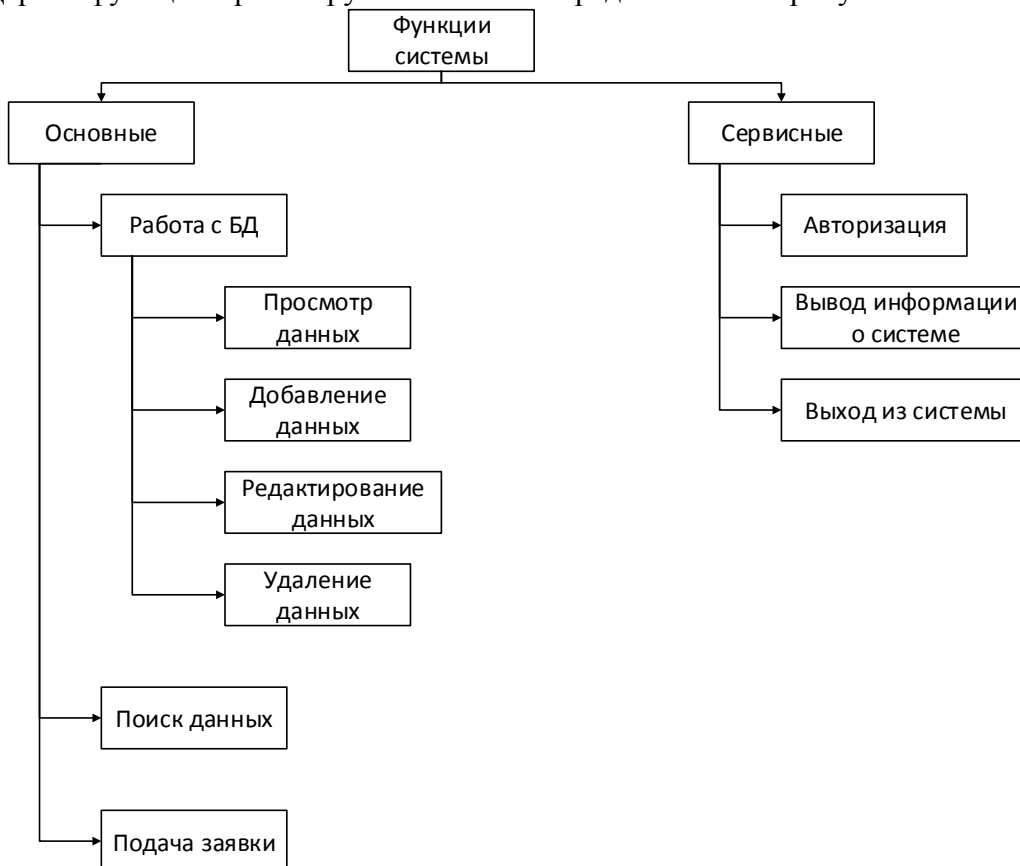 Функции
системы
Основные
Сервисные
Работа с БД
Авторизация
Просмотр
данных
Вывод информации
о системе
Добавление
данных
Выход из системы
Редактирование
данных
Удаление
данных
Поиск данных
Подача заявки